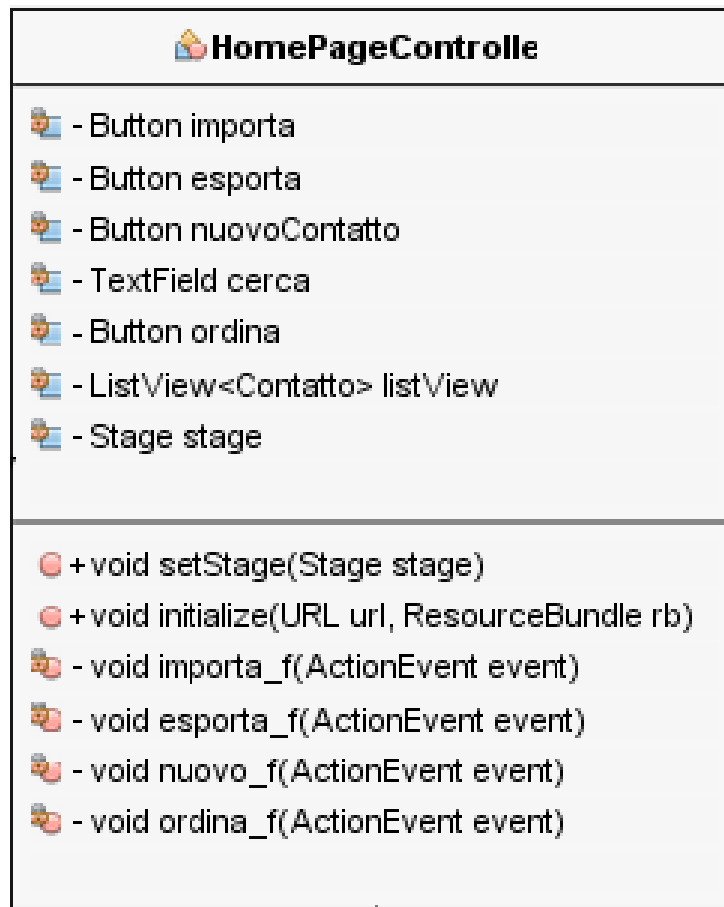 HomePageControlle
- Button importa
- Button esporta
- Button nuovoContatto
- TextField cerca
- Button ordina
- ListView<Contatto> listView
- Stage stage
+ void setStage(Stage stage)
+ void initialize(URL url, ResourceBundle rb)
- void importa_f(ActionEvent event)
- void esporta_f(ActionEvent event)
- void nuovo_f(ActionEvent event)
- void ordina_f(ActionEvent event)